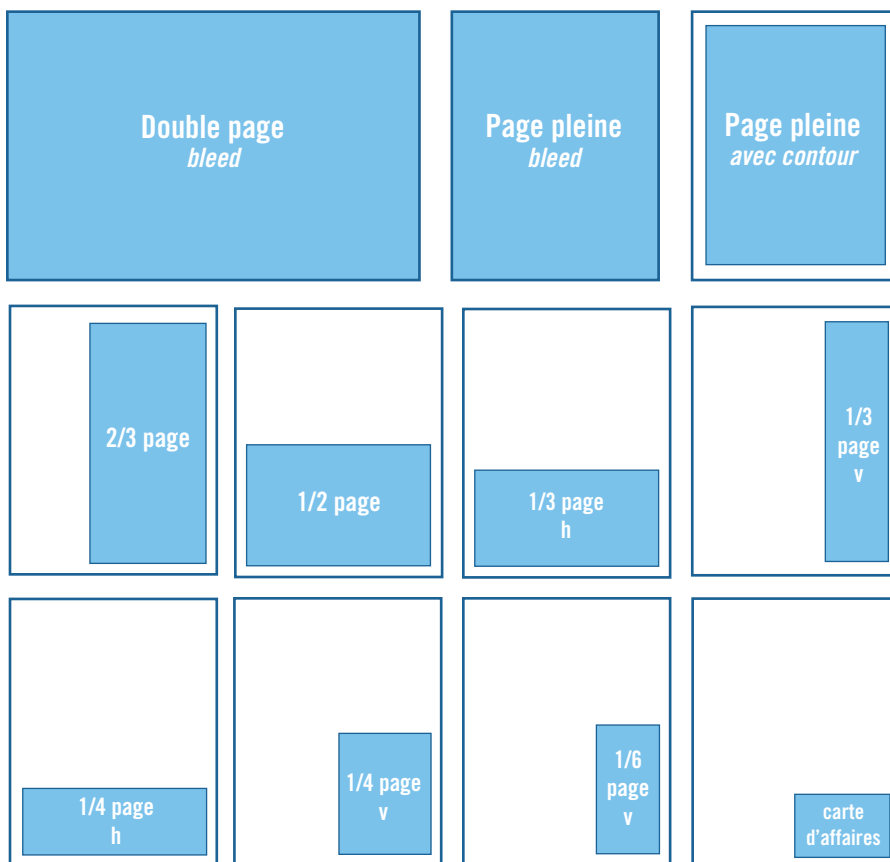 Double page
bleed
Page pleine
bleed
Page pleine
avec contour
2/3 page
1/2 page
1/3 page
h
1/3
page
v
1/4 page
h
1/4 page
v
1/6
page
v
carte
d'affaires